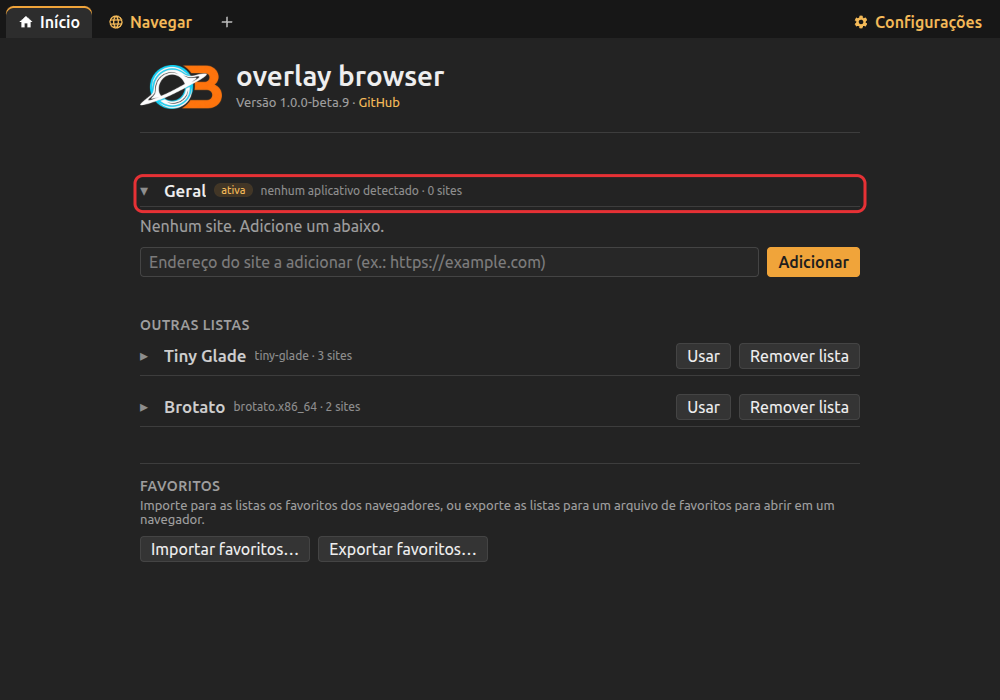 Início
Navegar
+
Configurações
overlay browser
Versão 1.0.0-beta.9 · GitHub
Geral ativa nenhum aplicativo detectado · 0 sites
Nenhum site. Adicione um abaixo.
Endereço do site a adicionar (ex.: https://example.com)
Adicionar
OUTRAS LISTAS
Tiny Glade tiny-glade · 3 sites
Usar
Remover lista
Brotato brotato.x86_64 · 2 sites
Usar
Remover lista
FAVORITOS
Importe para as listas os favoritos dos navegadores, ou exporte as listas para um arquivo de favoritos para abrir em um
navegador.
Importar favoritos...
Exportar favoritos...